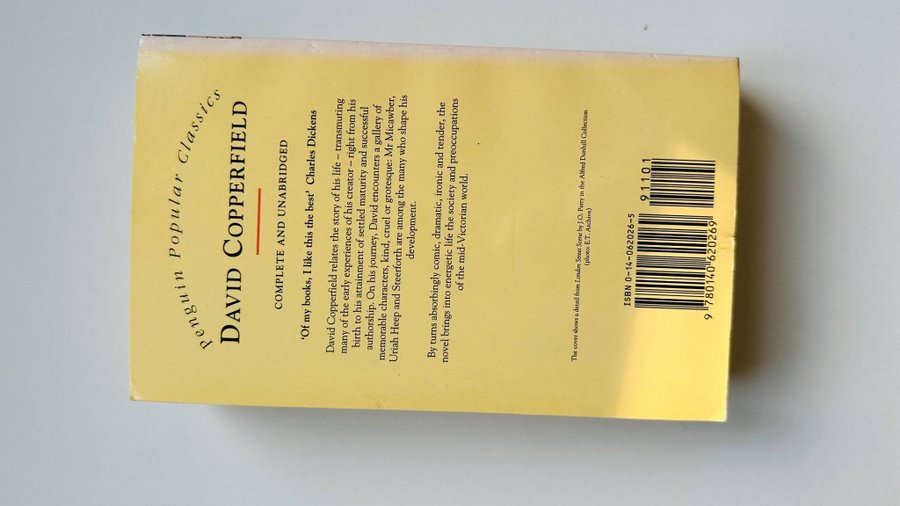 Penguin Popular Classics
DAVID COPPERFIELD
COMPLETE AND UNABRIDGED
'Of my books, I like this the best' Charles Dickens
David Copperfield relates the story of his life – transmuting
many of the early experiences of his creator – right from his
birth to his attainment of settled maturity and successful
authorship. On his journey, David encounters a gallery of
memorable characters, kind, cruel or grotesque: Mr Micawber,
Uriah Heep and Steerforth are among the many who shape his
development.
By turns absorbingly comic, dramatic, ironic and tender, the
novel brings into energetic life the society and preoccupations
of the mid-Victorian world.
The cover shows a detail from London Street Scene by J.O. Parry in the Alfred Dunhill Collection
(photo: E.T. Archive)
ISBN 0-14-062026-5
91101
9 780140 620269